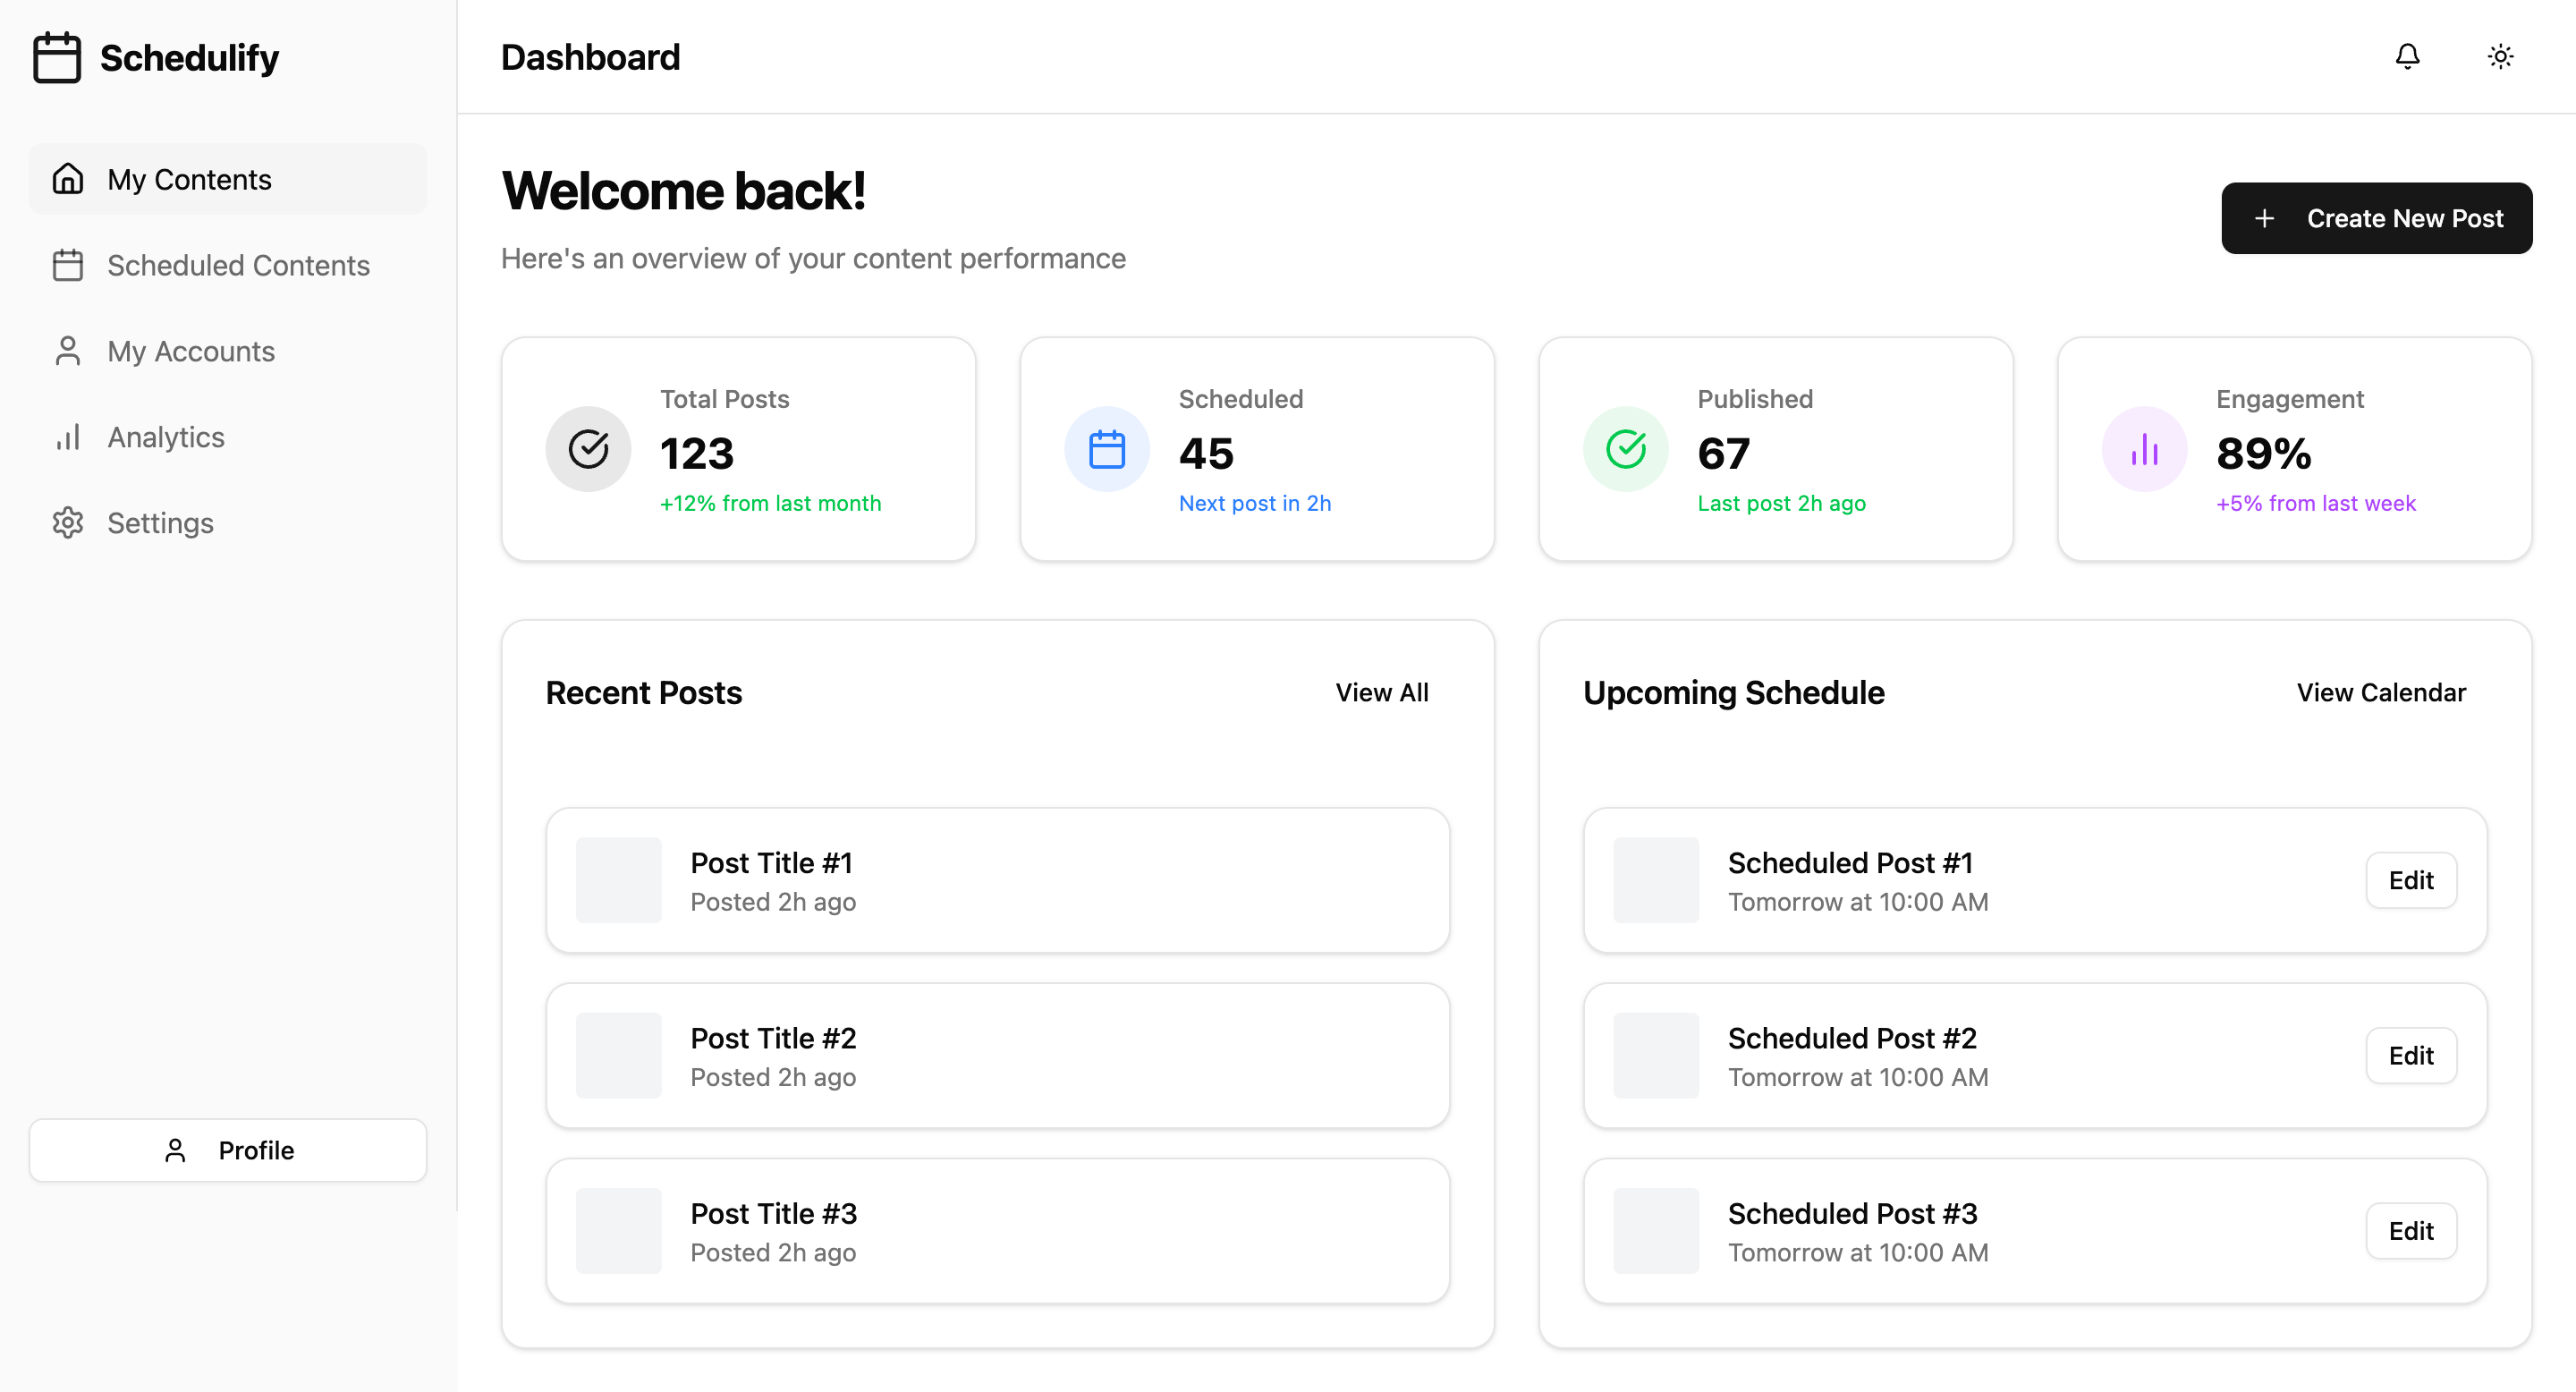 Schedulify
My Contents
Scheduled Contents
My Accounts
Analytics
Settings
Profile
Dashboard
Welcome back!
Here's an overview of your content performance
Create New Post
Total Posts
123
+12% from last month
Scheduled
45
Next post in 2h
Published
67
Last post 2h ago
Engagement
89%
+5% from last week
Recent Posts
View All
Post Title #1
Posted 2h ago
Post Title #2
Posted 2h ago
Post Title #3
Posted 2h ago
Upcoming Schedule
View Calendar
Scheduled Post #1
Tomorrow at 10:00 AM
Edit
Scheduled Post #2
Tomorrow at 10:00 AM
Edit
Scheduled Post #3
Tomorrow at 10:00 AM
Edit